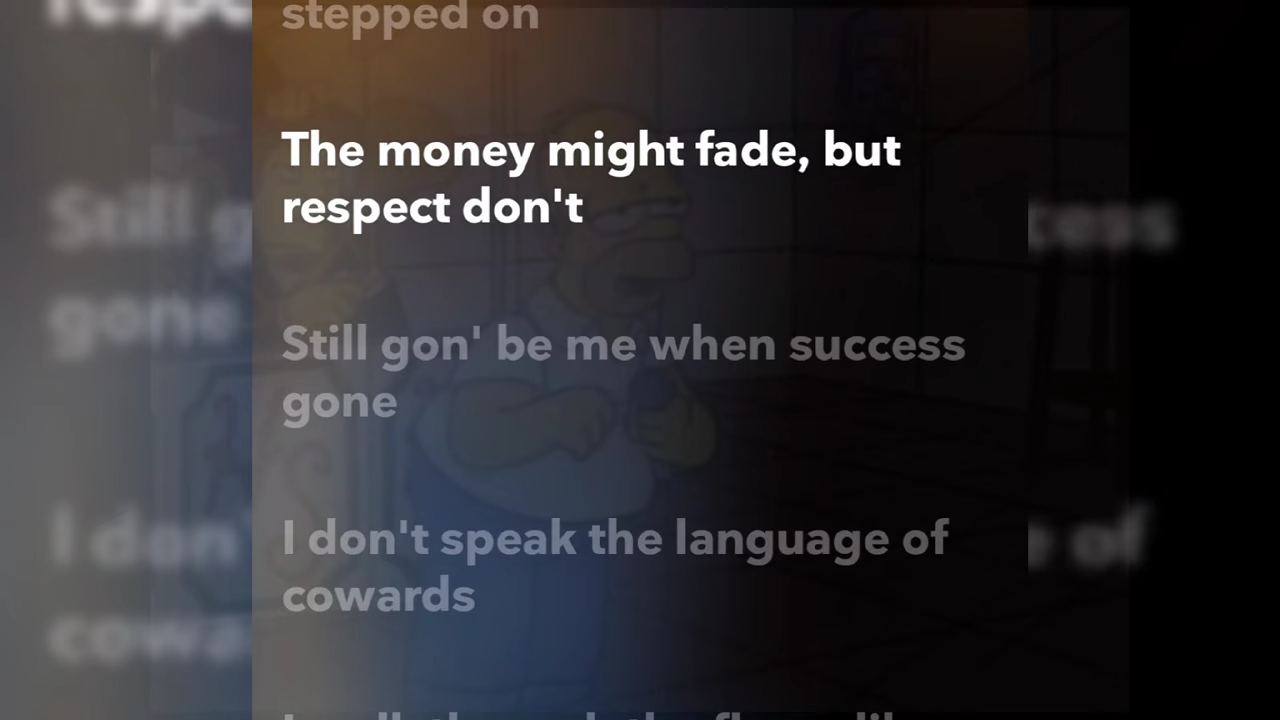 stepped on
The money might fade, but
respect don't
Still gon' be me when success
gone
I don't speak the language of
cowards